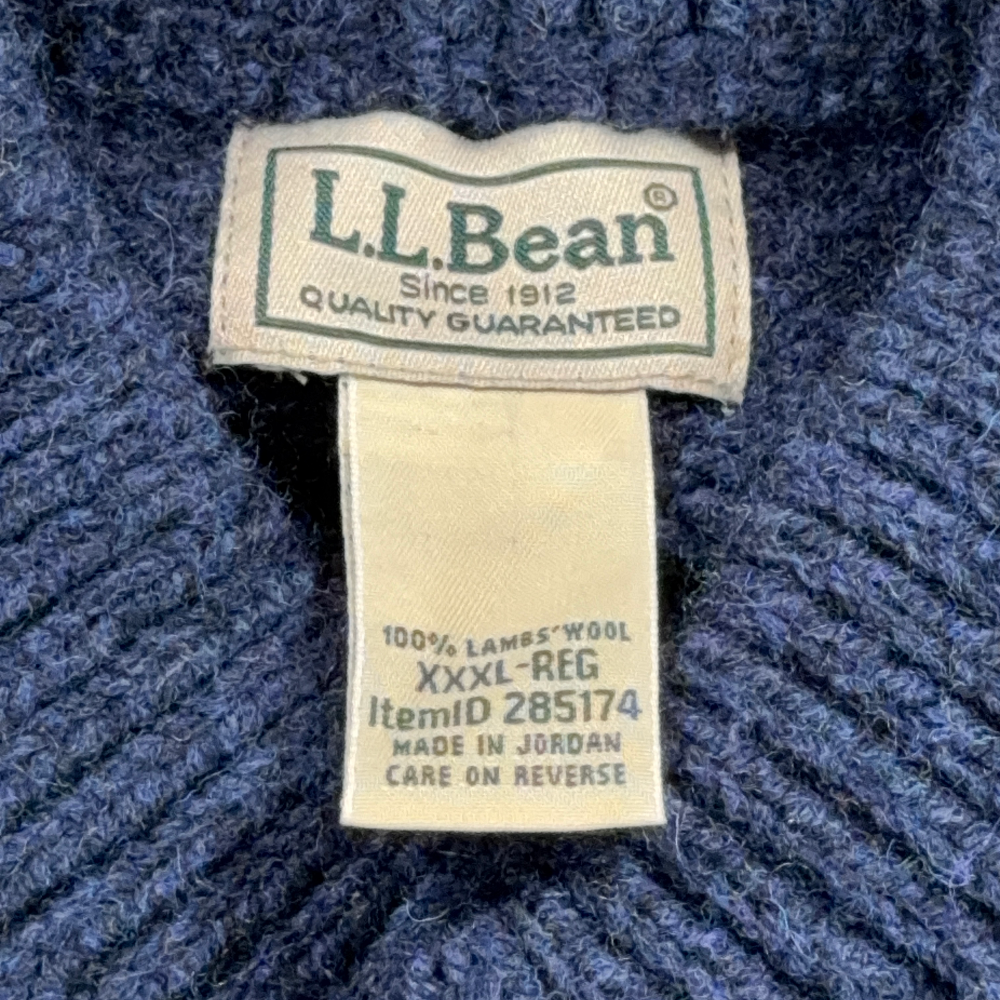 L.L.Bean®
Since 1912
QUALITY GUARANTEED
100% LAMBS' WOOL
XXXL-REG
ItemID 285174
MADE IN JORDAN
CARE ON REVERSE